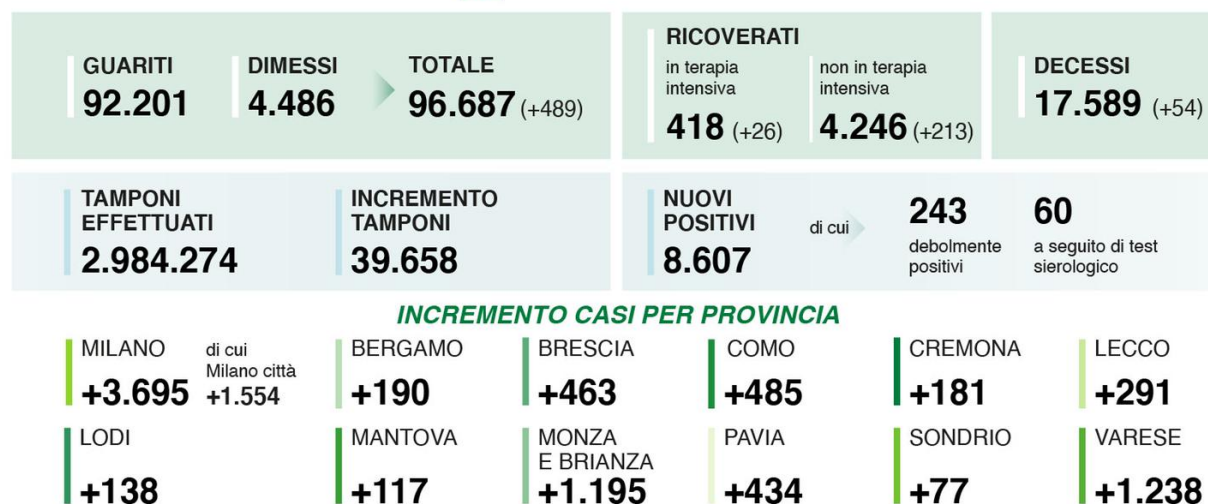 GUARITI
92.201
DIMESSI
4.486
TOTALE
96.687 (+489)
RICOVERATI
in terapia
intensiva
418 (+26)
non in terapia
intensiva
4.246 (+213)
DECESSI
17.589 (+54)
TAMPONI
EFFETTUATI
2.984.274
INCREMENTO
TAMPONI
39.658
NUOVI
POSITIVI
8.607
di cui
243
debolmente
positivi
60
a seguito di test
sierologico
INCREMENTO CASI PER PROVINCIA
MILANO
+3.695
di cui
Milano città
+1.554
BERGAMO
+190
BRESCIA
+463
COMO
+485
CREMONA
+181
LECCO
+291
LODI
+138
MANTOVA
+117
MONZA
E BRIANZA
+1.195
PAVIA
+434
SONDRIO
+77
VARESE
+1.238